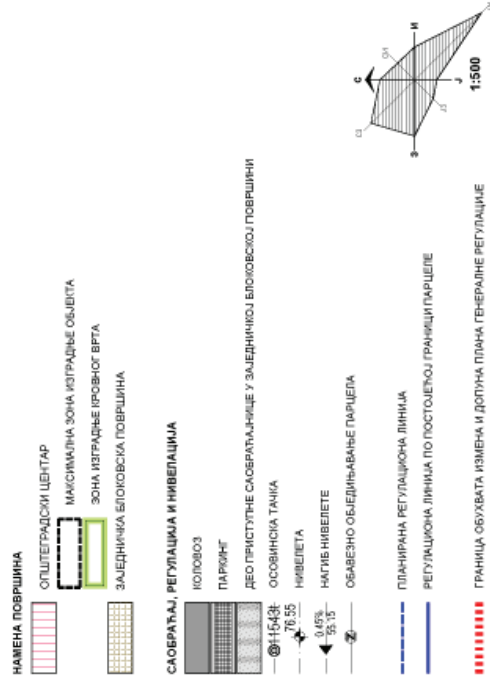 НАМЕНА ПОВРШИНА
ОПШТЕГРАДСКИ ЦЕНТАР
МАКСИМАЛНА ЗОНА ИЗГРАДЊЕ ОБЈЕКТА
ЗОНА ИЗГРАДЊЕ КРОВНОГ ВРТА
ЗАЈЕДНИЧКА БЛОКОВСКА ПОВРШИНА
САОБРАЋАЈ, РЕГУЛАЦИЈА И НИВЕЛАЦИЈА
КОЛОВОЗ
ПАРКИНГ
ДЕО ПРИСТУПНЕ САОБРАЋАЈНИЦЕ У ЗАЈЕДНИЧКОЈ БЛОКОВСКОЈ ПОВРШИНИ
ОСОВИНСКА ТАЧКА
76.55 НИВЕЛЕТА
0.45% 55.15 НАГИБ НИВЕЛЕТЕ
ОБАВЕЗНО ОБЈЕДИЊАВАЊЕ ПАРЦЕЛА
ПЛАНИРАНА РЕГУЛАЦИОНА ЛИНИЈА
РЕГУЛАЦИОНА ЛИНИЈА ПО ПОСТОЈЕЋОЈ ГРАНИЦИ ПАРЦЕЛЕ
ГРАНИЦА ОБУХВАТА ИЗМЕНА И ДОПУНА ПЛАНА ГЕНЕРАЛНЕ РЕГУЛАЦИЈЕ
С
И
Ј
З
1:500